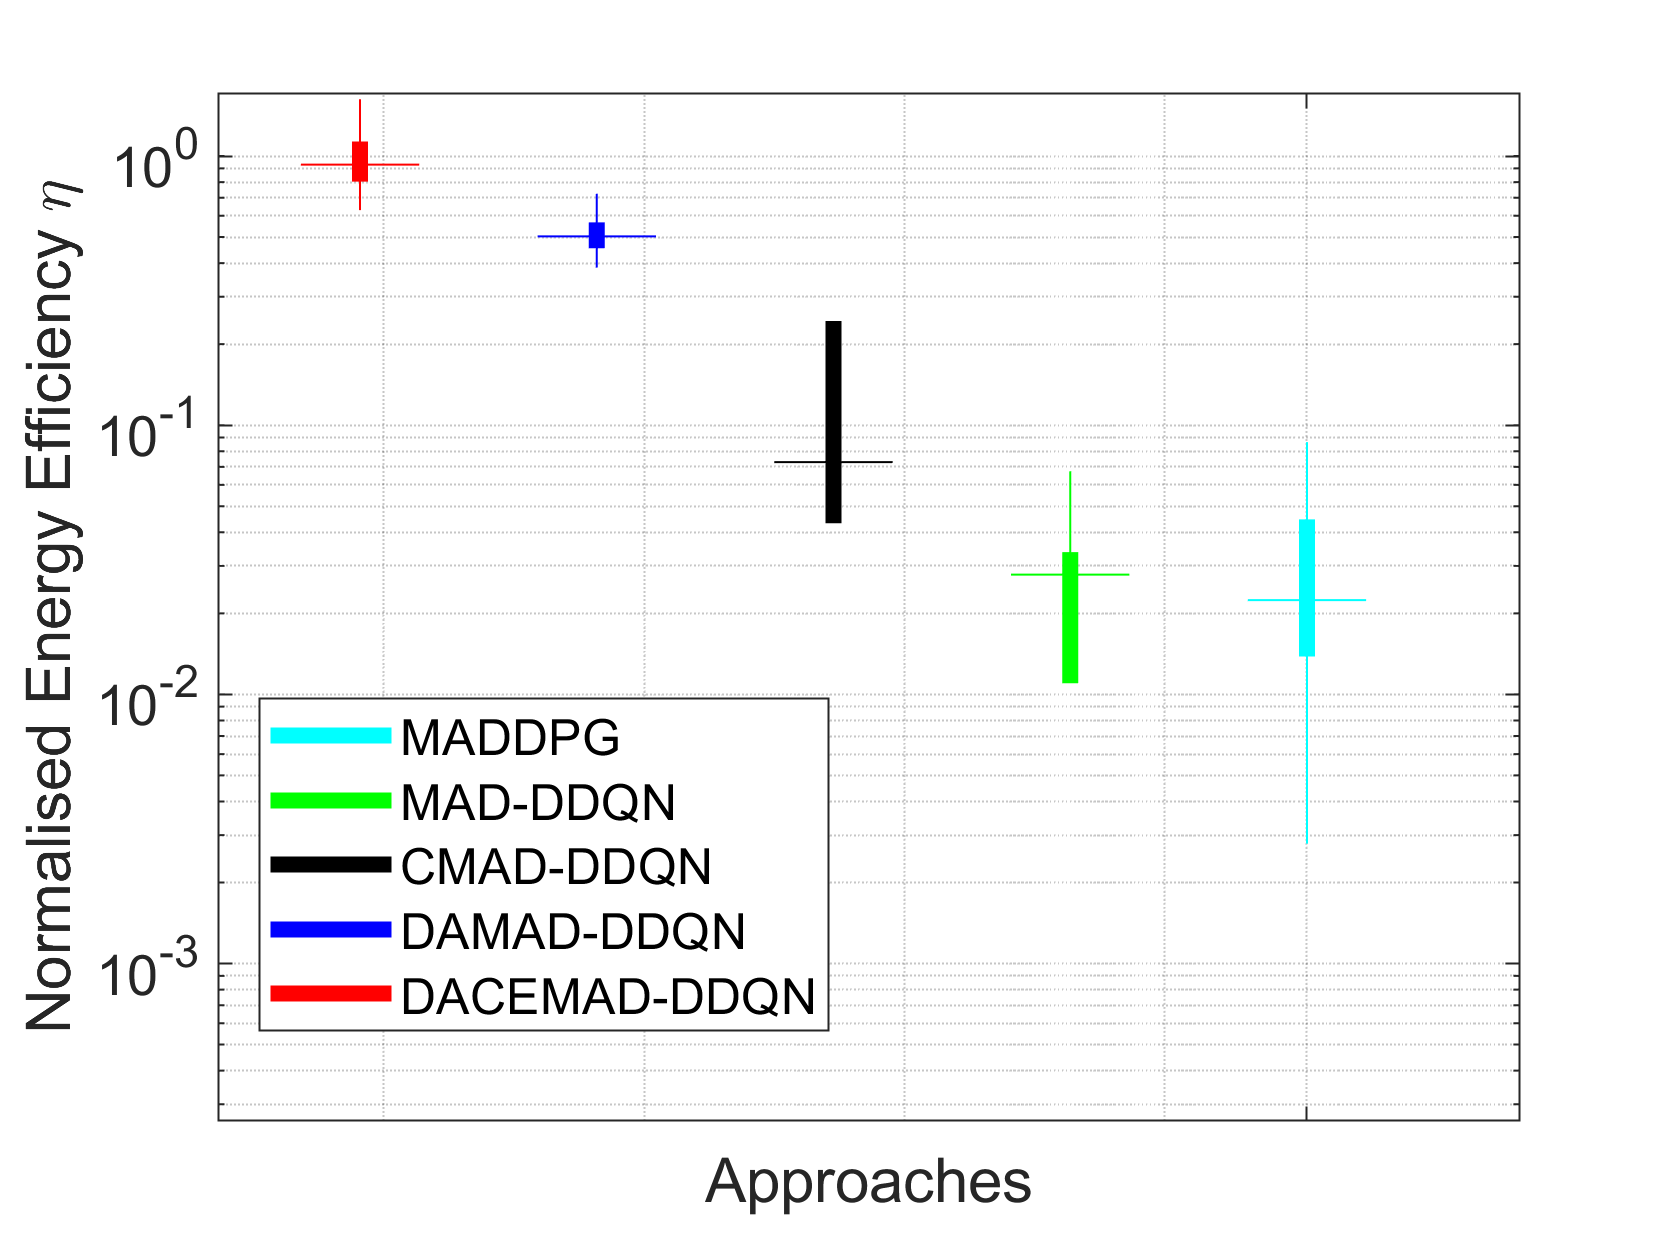 Normalised Energy Efficiency η
10^0
10^-1
10^-2
10^-3
MADDPG
MAD-DDQN
CMAD-DDQN
DAMAD-DDQN
DACEMAD-DDQN
Approaches